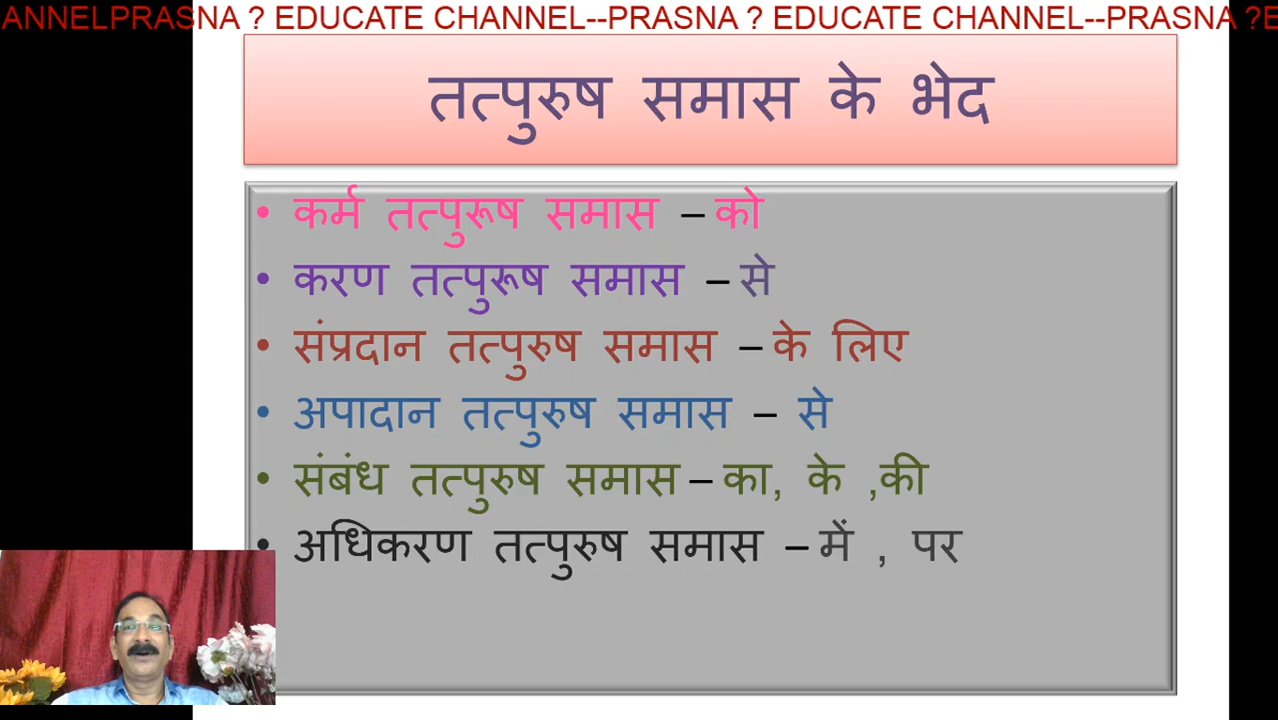 ANNELPRASNA ? EDUCATE CHANNEL--PRASNA ? EDUCATE CHANNEL--PRASNA ?E
तत्पुरुष समास के भेद
• कर्म तत्पुरूष समास – को
• करण तत्पुरूष समास – से
• संप्रदान तत्पुरुष समास – के लिए
• अपादान तत्पुरुष समास – से
• संबंध तत्पुरुष समास – का, के ,की
• अधिकरण तत्पुरुष समास – में , पर